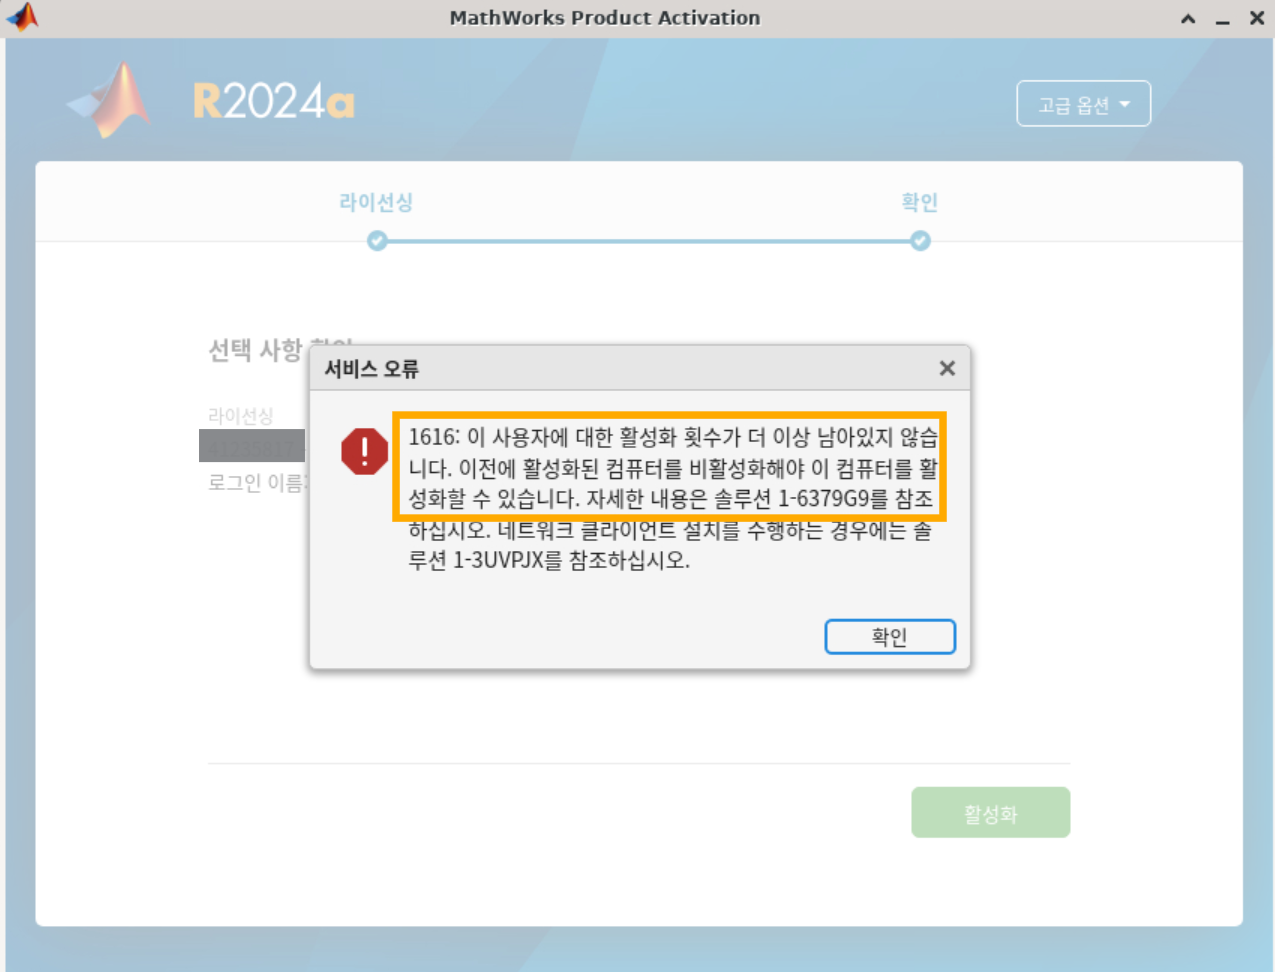 MathWorks Product Activation
R2024a
고급 옵션
라이선싱
확인
선택 사항
라이선싱
로그인 이름
서비스 오류
1616: 이 사용자에 대한 활성화 횟수가 더 이상 남아있지 않습
니다. 이전에 활성화된 컴퓨터를 비활성화해야 이 컴퓨터를 활
성화할 수 있습니다. 자세한 내용은 솔루션 1-6379G9를 참조
하십시오. 네트워크 클라이언트 설치를 수행하는 경우에는 솔
루션 1-3UVPJX를 참조하십시오.
확인
활성화